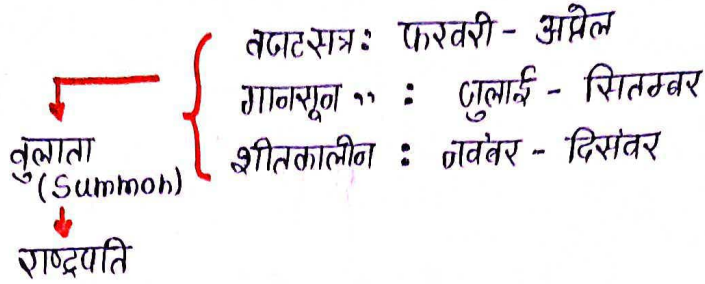 बजटसत्र : फरवरी - अप्रैल
मानसून " : जुलाई - सितम्बर
शीतकालीन : नवंबर - दिसंबर
बुलाता
(Summon)
राष्ट्रपति